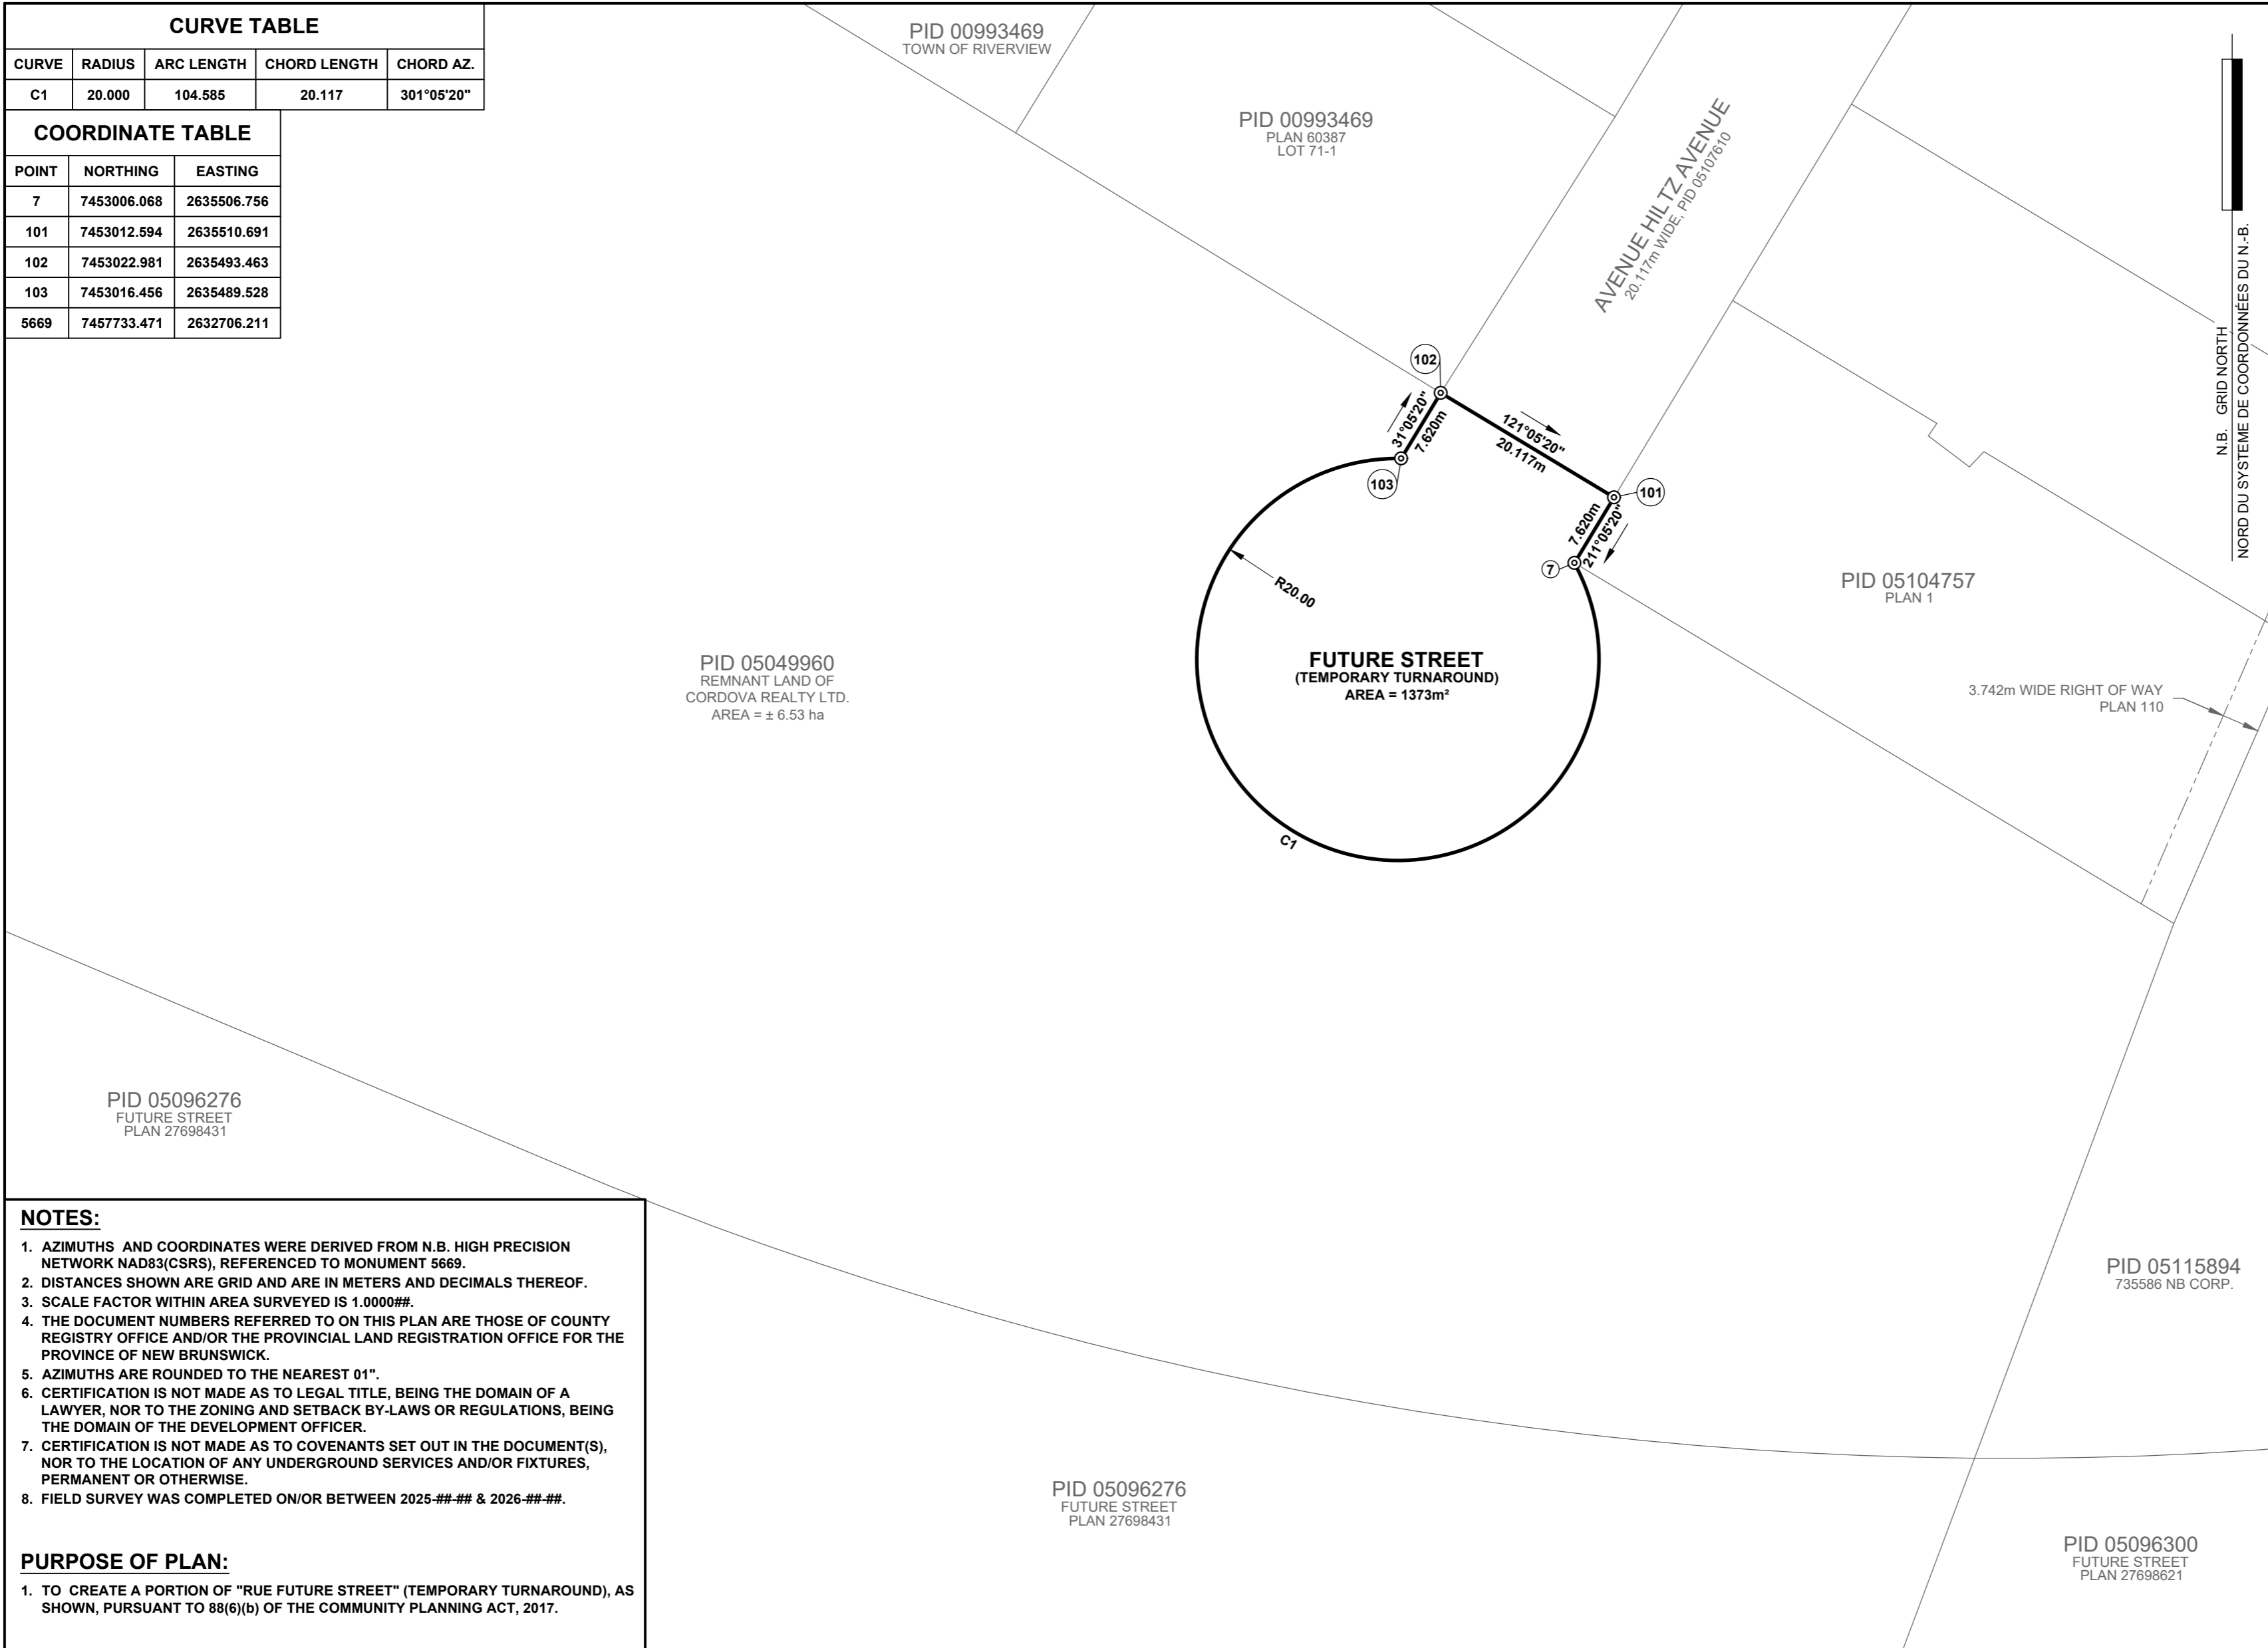 CURVE TABLE
CURVE RADIUS ARC LENGTH CHORD LENGTH CHORD AZ.
C1 20.000 104.585 20.117 301°05'20"
COORDINATE TABLE
POINT NORTHING EASTING
7 7453006.068 2635506.756
101 7453012.594 2635510.691
102 7453022.981 2635493.463
103 7453016.456 2635489.528
5669 7457733.471 2632706.211
PID 00993469
TOWN OF RIVERVIEW
PID 00993469
PLAN 60387
LOT 71-1
AVENUE HILTZ AVENUE
20.117m WIDE, PID 05107610
N.B. GRID NORTH
NORD DU SYSTEME DE COORDONNÉES DU N.-B.
102
31°05'20"
7.620m
121°05'20"
20.117m
103
101
7.620m
211°05'20"
7
R20.00
FUTURE STREET
(TEMPORARY TURNAROUND)
AREA = 1373m²
C1
PID 05104757
PLAN 1
3.742m WIDE RIGHT OF WAY
PLAN 110
PID 05049960
REMNANT LAND OF
CORDOVA REALTY LTD.
AREA = ± 6.53 ha
PID 05096276
FUTURE STREET
PLAN 27698431
NOTES:
1. AZIMUTHS AND COORDINATES WERE DERIVED FROM N.B. HIGH PRECISION
NETWORK NAD83(CSRS), REFERENCED TO MONUMENT 5669.
2. DISTANCES SHOWN ARE GRID AND ARE IN METERS AND DECIMALS THEREOF.
3. SCALE FACTOR WITHIN AREA SURVEYED IS 1.0000##.
4. THE DOCUMENT NUMBERS REFERRED TO ON THIS PLAN ARE THOSE OF COUNTY
REGISTRY OFFICE AND/OR THE PROVINCIAL LAND REGISTRATION OFFICE FOR THE
PROVINCE OF NEW BRUNSWICK.
5. AZIMUTHS ARE ROUNDED TO THE NEAREST 01".
6. CERTIFICATION IS NOT MADE AS TO LEGAL TITLE, BEING THE DOMAIN OF A
LAWYER, NOR TO THE ZONING AND SETBACK BY-LAWS OR REGULATIONS, BEING
THE DOMAIN OF THE DEVELOPMENT OFFICER.
7. CERTIFICATION IS NOT MADE AS TO COVENANTS SET OUT IN THE DOCUMENT(S),
NOR TO THE LOCATION OF ANY UNDERGROUND SERVICES AND/OR FIXTURES,
PERMANENT OR OTHERWISE.
8. FIELD SURVEY WAS COMPLETED ON/OR BETWEEN 2025-##-## & 2026-##-##.
PURPOSE OF PLAN:
1. TO CREATE A PORTION OF "RUE FUTURE STREET" (TEMPORARY TURNAROUND), AS
SHOWN, PURSUANT TO 88(6)(b) OF THE COMMUNITY PLANNING ACT, 2017.
PID 05096276
FUTURE STREET
PLAN 27698431
PID 05115894
735586 NB CORP.
PID 05096300
FUTURE STREET
PLAN 27698621